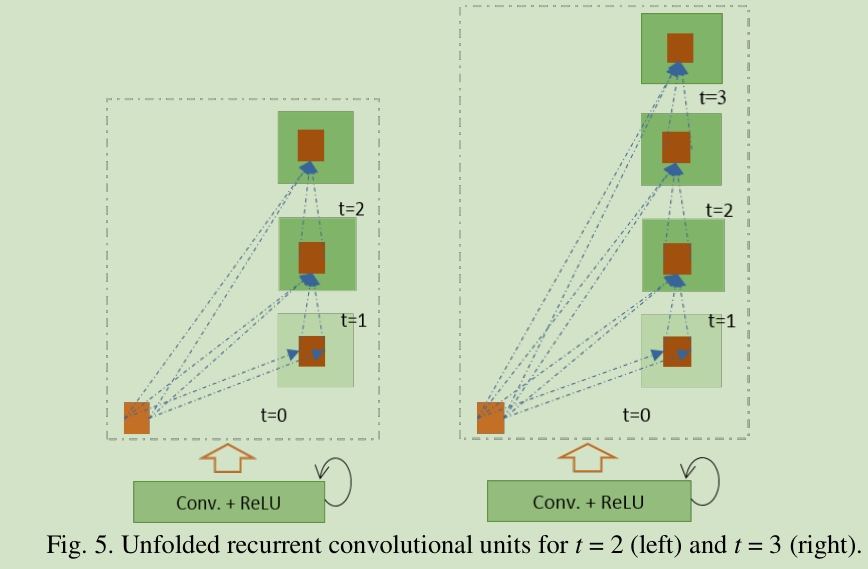 t=3
t=2
t=2
t=1
t=1
t=0
t=0
Conv. + ReLU
Conv. + ReLU
Fig. 5. Unfolded recurrent convolutional units for t = 2 (left) and t = 3 (right).